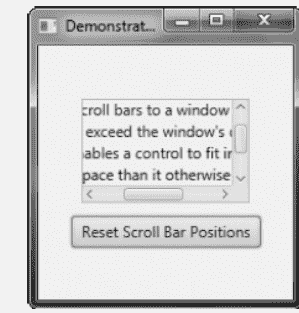 Demonstrat...
croll bars to a window
exceed the window's
ables a control to fit in
pace than it otherwise
Reset Scroll Bar Positions